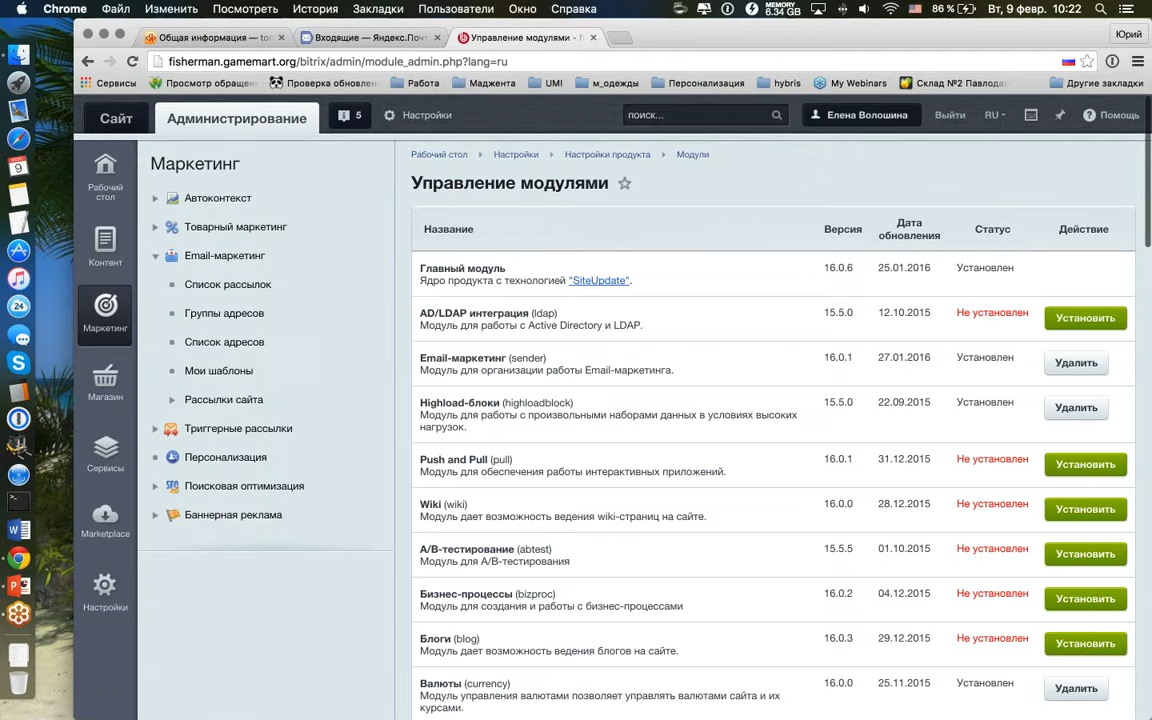 Chrome Файл Изменить Просмотреть История Закладки Пользователи Окно Справка MEMORY 6.34 GB 86 % Вт, 9 февр. 10:22
Общая информация — Входящие — Яндекс.Поч Управление модулями - Юрий
fisherman.gamemart.org/bitrix/admin/module_admin.php?lang=ru
Сервисы Просмотр обраще Проверка обновлен Работа Маджента UMI м_одежды Персонализация hybris My Webinars Склад №2 Павлодар Другие закладки
Сайт Администрирование 5 Настройки поиск... Елена Волошина Выйти RU Помощь
Рабочий стол
Контент
Маркетинг
Магазин
Сервисы
Marketplace
Настройки
Маркетинг
Автоконтекст
Товарный маркетинг
Email-маркетинг
Список рассылок
Группы адресов
Список адресов
Мои шаблоны
Рассылки сайта
Триггерные рассылки
Персонализация
Поисковая оптимизация
Баннерная реклама
Рабочий стол Настройки Настройки продукта Модули
Управление модулями
Название Версия Дата обновления Статус Действие
Главный модуль 16.0.6 25.01.2016 Установлен
Ядро продукта с технологией "SiteUpdate".
AD/LDAP интеграция (ldap) 15.5.0 12.10.2015 Не установлен Установить
Модуль для работы с Active Directory и LDAP.
Email-маркетинг (sender) 16.0.1 27.01.2016 Установлен Удалить
Модуль для организации работы Email-маркетинга.
Highload-блоки (highloadblock) 15.5.0 22.09.2015 Установлен Удалить
Модуль для работы с произвольными наборами данных в условиях высоких
нагрузок.
Push and Pull (pull) 16.0.1 31.12.2015 Не установлен Установить
Модуль для обеспечения работы интерактивных приложений.
Wiki (wiki) 16.0.0 28.12.2015 Не установлен Установить
Модуль дает возможность ведения wiki-страниц на сайте.
A/B-тестирование (abtest) 15.5.5 01.10.2015 Не установлен Установить
Модуль для A/B-тестирования
Бизнес-процессы (bizproc) 16.0.2 04.12.2015 Не установлен Установить
Модуль для создания и работы с бизнес-процессами
Блоги (blog) 16.0.3 29.12.2015 Не установлен Установить
Модуль дает возможность ведения блогов на сайте.
Валюты (currency) 16.0.0 25.11.2015 Установлен Удалить
Модуль управления валютами позволяет управлять валютами сайта и их
курсами.